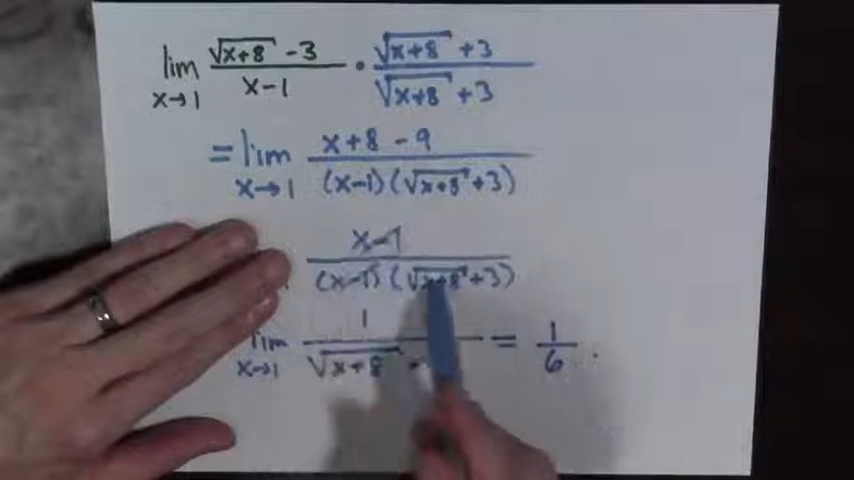 lim x→1 (√(x+8) - 3)/(x-1) · (√(x+8) + 3)/(√(x+8) + 3)
= lim x→1 (x+8 - 9)/((x-1)(√(x+8) + 3))
(x-1)/((x-1)(√(x+8) + 3))
lim x→1 1/(√(x+8) = 1/6 .